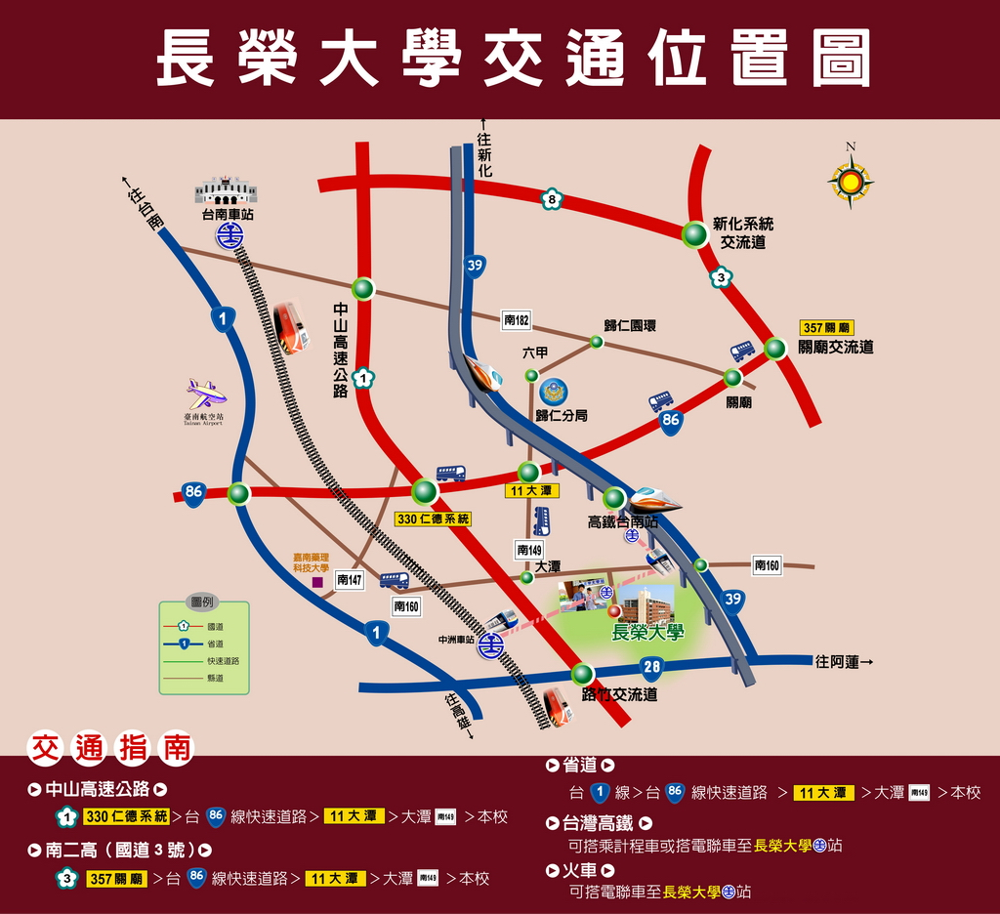 長榮大學交通位置圖
←往新化
N
←往台南
台南車站
8
新化系統
交流道
39
3
1
中山高速公路
南182
歸仁園環
357 關廟
關廟交流道
六甲
1
歸仁分局
關廟
臺南航空站
Tainan Airport
86
86
11 大潭
330 仁德系統
高鐵台南站
南149
大潭
嘉南藥理
科技大學
南147
南160
南160
39
圖例
1 國道
1 省道
快速道路
縣道
1
中洲車站
長榮大學
28
往阿蓮→
路竹交流道
往高雄→
交通指南
中山高速公路
1 330 仁德系統>台 86 線快速道路> 11 大潭 >大潭 南149 >本校
南二高(國道3號)
3 357 關廟 >台 86 線快速道路> 11 大潭 >大潭 南149 >本校
省道
台 1 線>台 86 線快速道路 > 11 大潭 >大潭 南149 >本校
台灣高鐵
可搭乘計程車或搭電聯車至長榮大學站
火車
可搭電聯車至長榮大學站